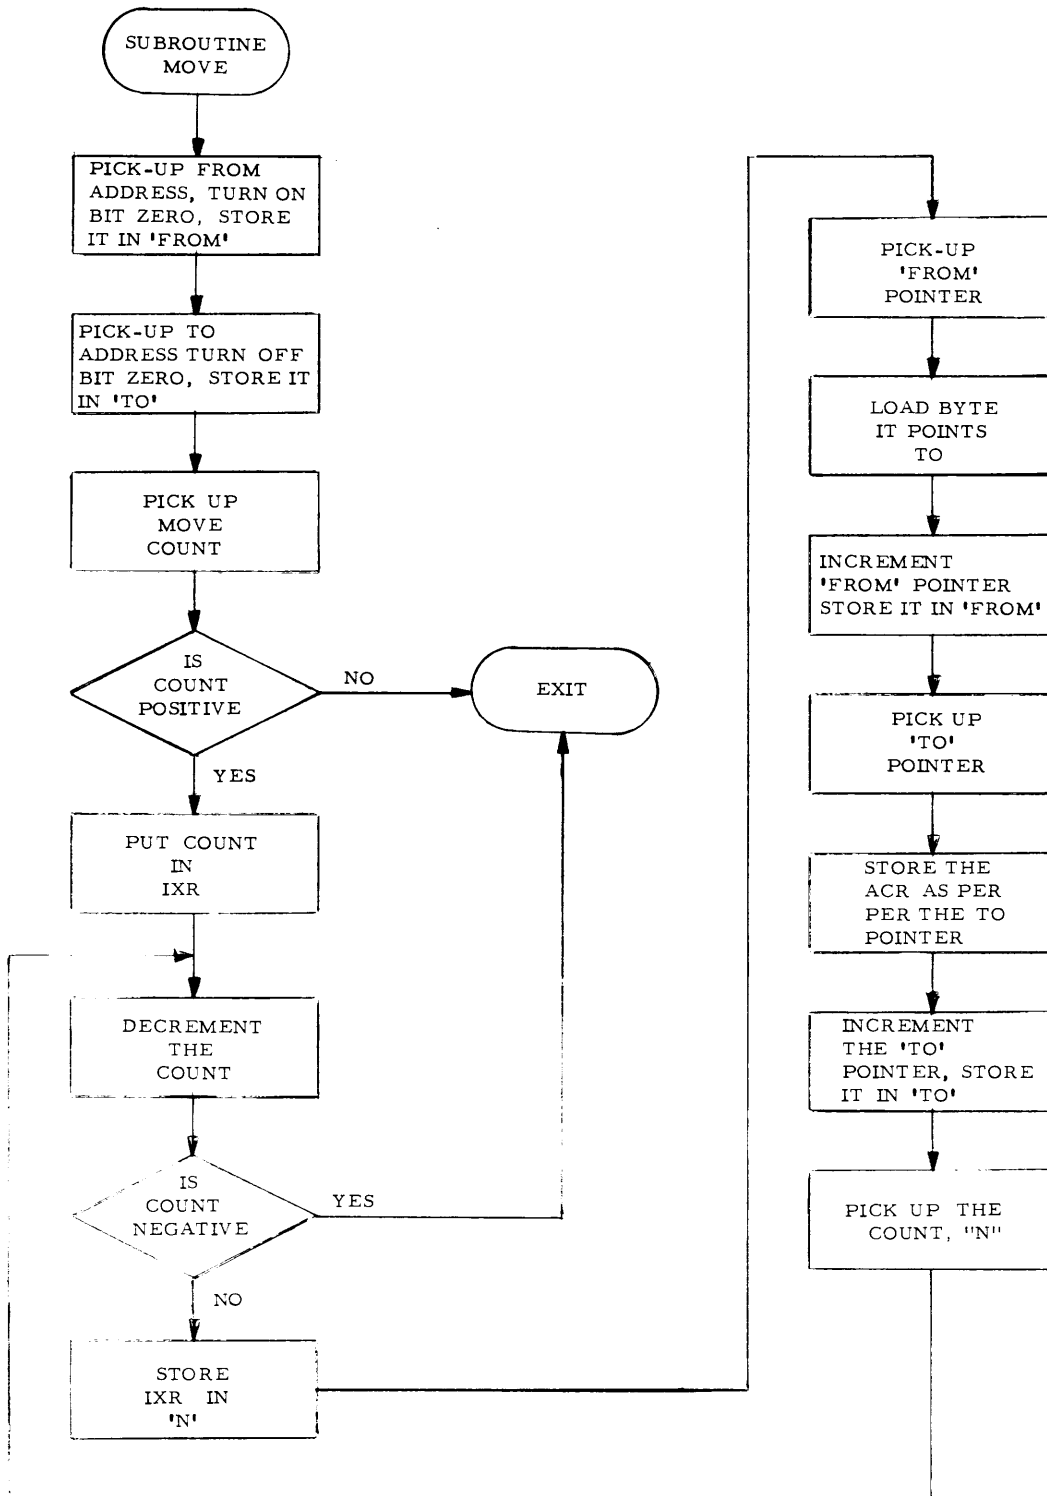 SUBROUTINE
MOVE
PICK-UP FROM
ADDRESS, TURN ON
BIT ZERO, STORE
IT IN 'FROM'
PICK-UP TO
ADDRESS TURN OFF
BIT ZERO, STORE IT
IN 'TO'
PICK UP
MOVE
COUNT
IS
COUNT
POSITIVE
NO
EXIT
YES
PUT COUNT
IN
IXR
DECREMENT
THE
COUNT
IS
COUNT
NEGATIVE
YES
NO
STORE
IXR IN
'N'
PICK-UP
'FROM'
POINTER
LOAD BYTE
IT POINTS
TO
INCREMENT
'FROM' POINTER
STORE IT IN 'FROM'
PICK UP
'TO'
POINTER
STORE THE
ACR AS PER
PER THE TO
POINTER
INCREMENT
THE 'TO'
POINTER, STORE
IT IN 'TO'
PICK UP THE
COUNT, "N"